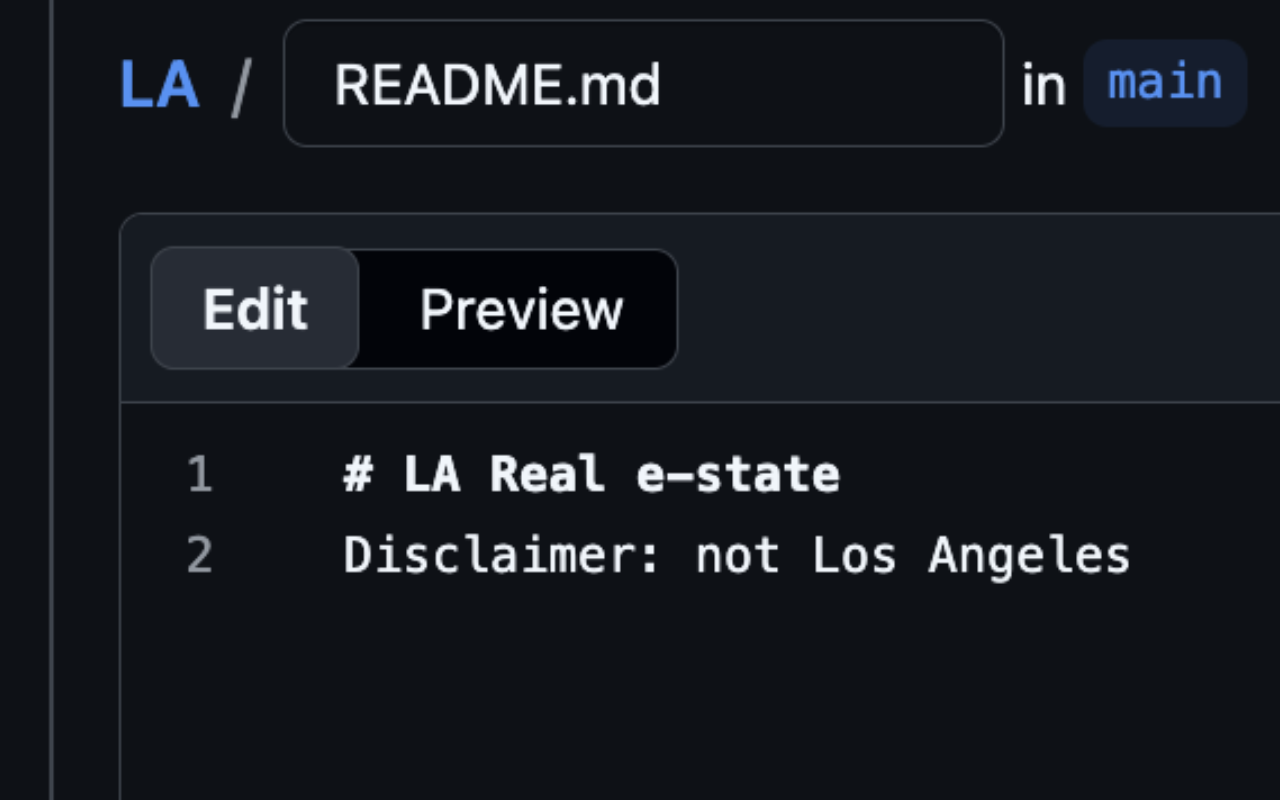 LA / README.md in main
Edit Preview
1 # LA Real e-state
2 Disclaimer: not Los Angeles